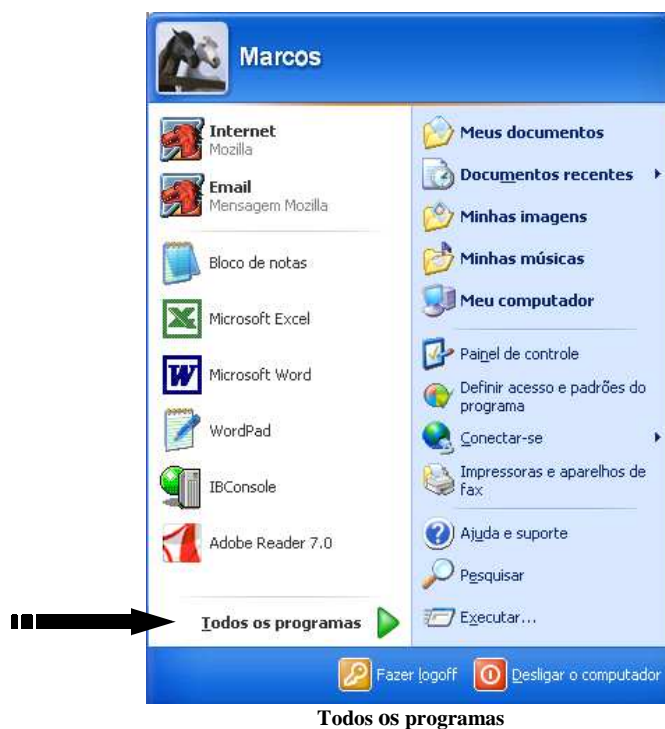 Marcos
Internet
Mozilla
Email
Mensagem Mozilla
Bloco de notas
Microsoft Excel
Microsoft Word
WordPad
IBConsole
Adobe Reader 7.0
Todos os programas
Meus documentos
Documentos recentes
Minhas imagens
Minhas músicas
Meu computador
Painel de controle
Definir acesso e padrões do
programa
Conectar-se
Impressoras e aparelhos de
fax
Ajuda e suporte
Pesquisar
Executar...
Fazer logoff
Desligar o computador
Todos os programas